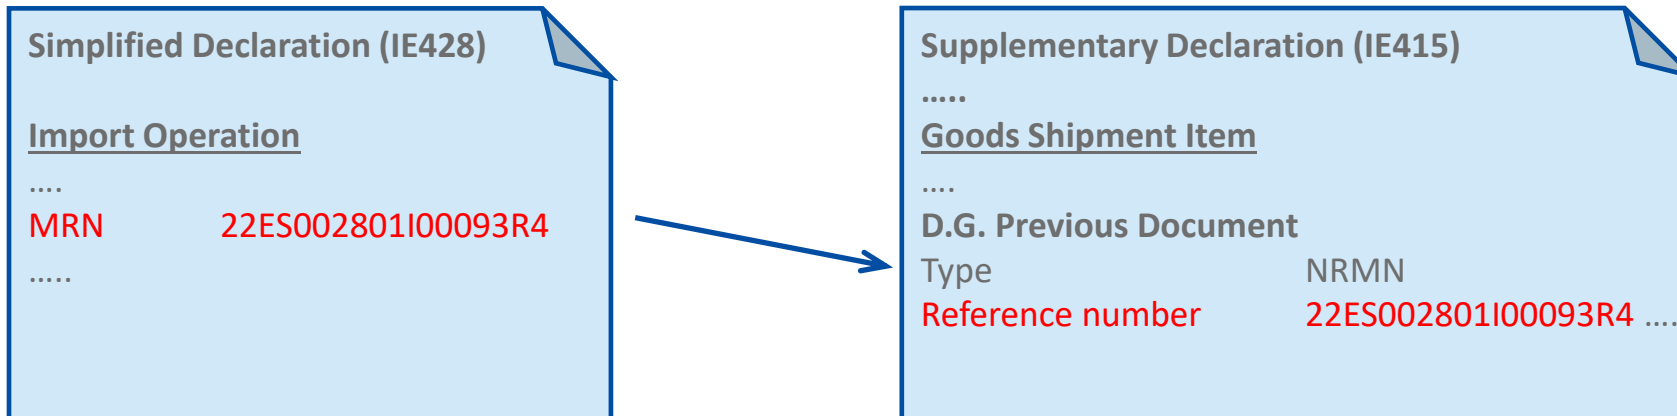 Simplified Declaration (IE428)
Import Operation
....
MRN 22ES002801I00093R4
.....
Supplementary Declaration (IE415)
.....
Goods Shipment Item
....
D.G. Previous Document
Type NRMN
Reference number 22ES002801I00093R4 ....